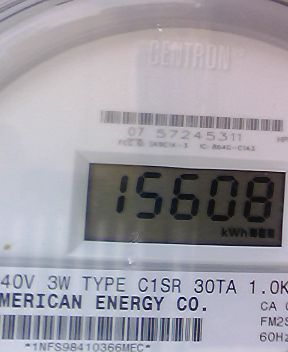 CENTRON®
07 57245311
15608
kWh
40V 3W TYPE C1SR 30TA 1.0K
MERICAN ENERGY CO.
CA
FM2S
60Hz
*1NFS98410366MEC*